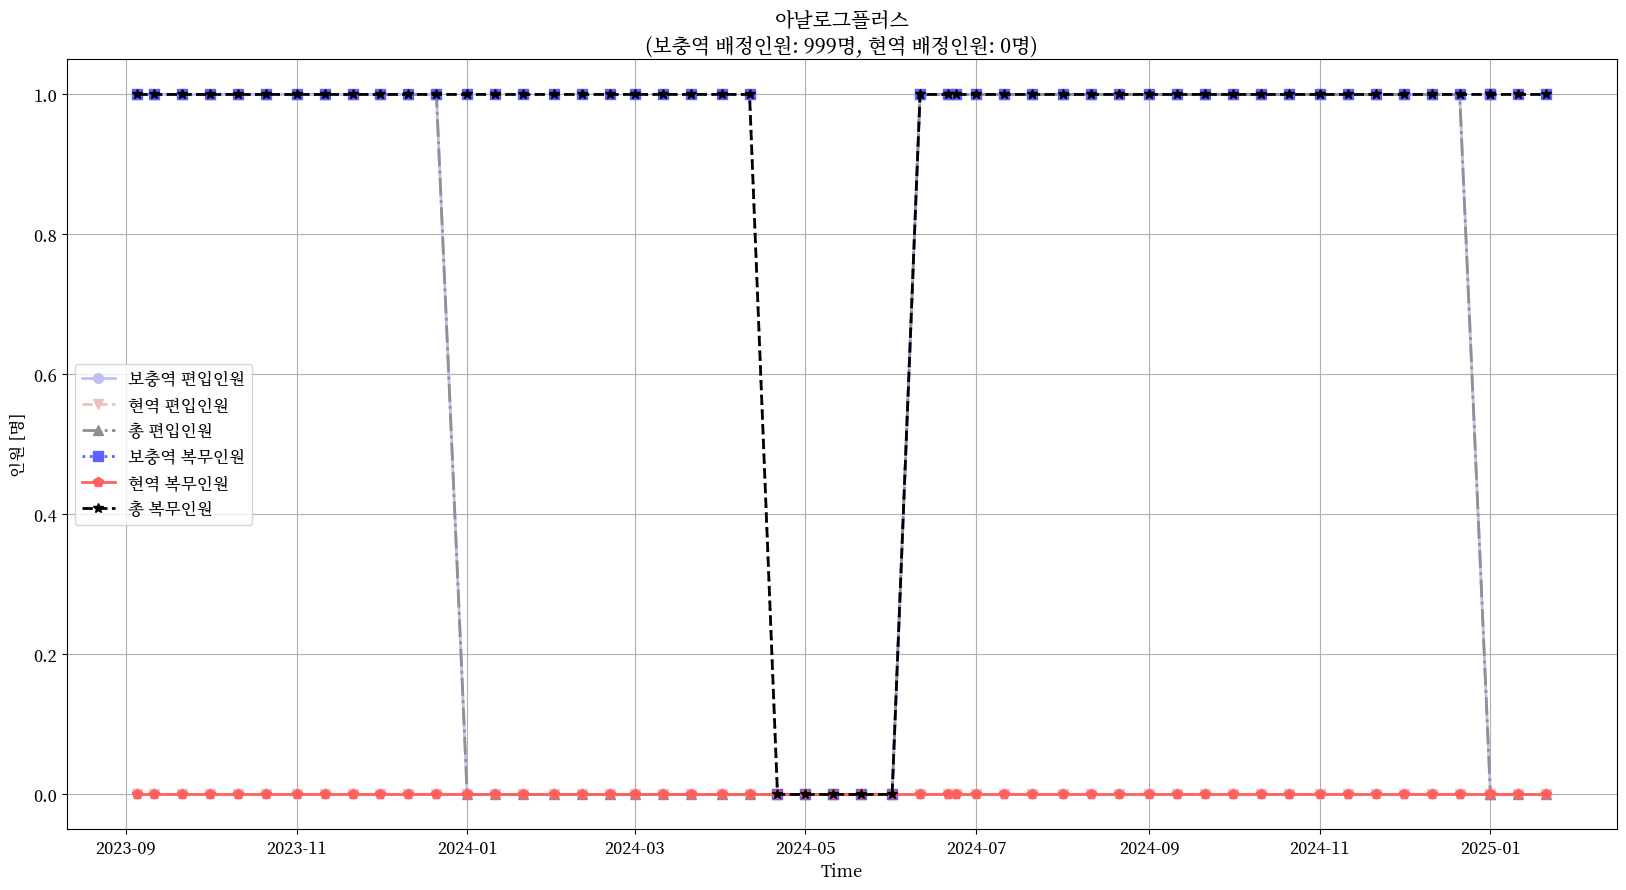 아날로그플러스
(보충역 배정인원: 999명, 현역 배정인원: 0명)
1.0
0.8
0.6
0.4
0.2
0.0
인원 [명]
보충역 편입인원
현역 편입인원
총 편입인원
보충역 복무인원
현역 복무인원
총 복무인원
2023-09 2023-11 2024-01 2024-03 2024-05 2024-07 2024-09 2024-11 2025-01
Time